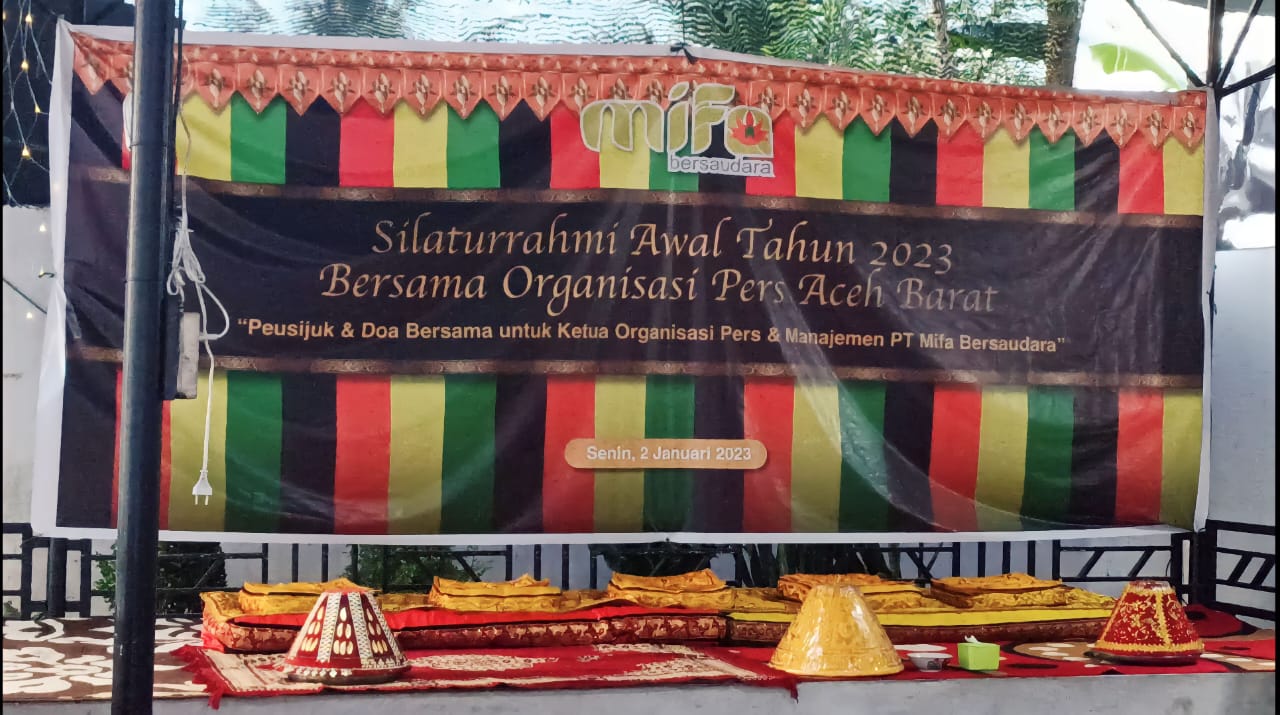 mifa
bersaudara
Silaturrahmi Awal Tahun 2023
Bersama Organisasi Pers Aceh Barat
“Peusijuk & Doa Bersama untuk Ketua Organisasi Pers & Manajemen PT Mifa Bersaudara”
Senin, 2 Januari 2023